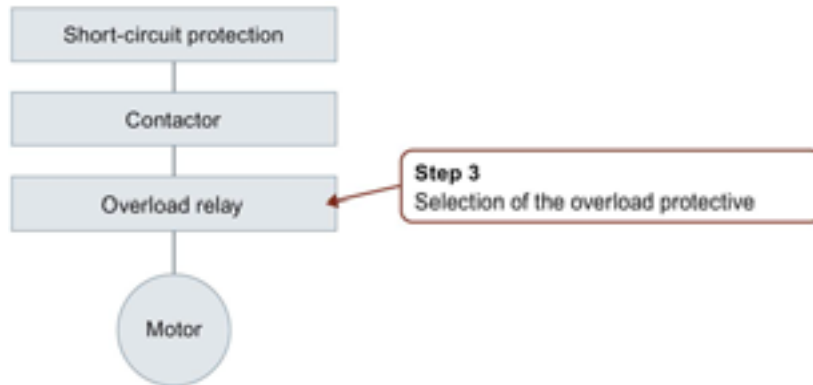 Short-circuit protection
Contactor
Overload relay
Step 3
Selection of the overload protective
Motor